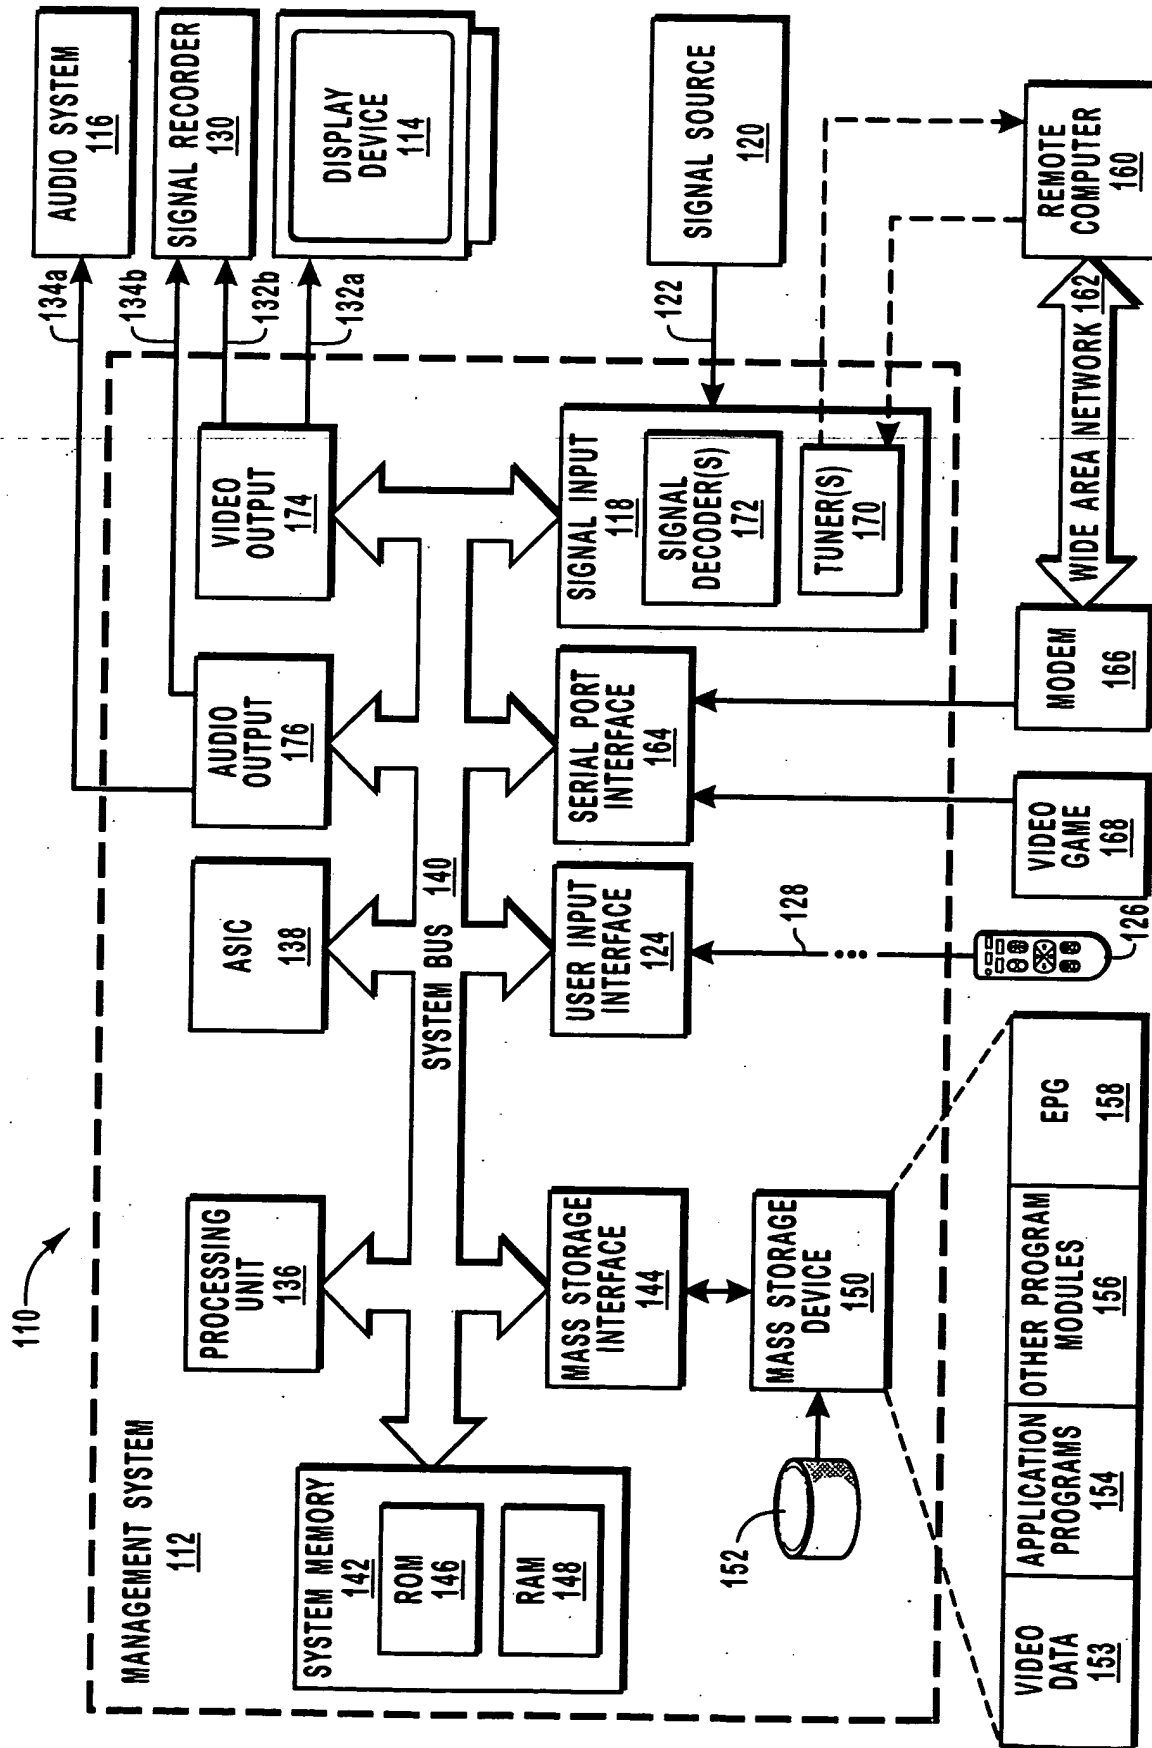 110
MANAGEMENT SYSTEM
112
PROCESSING
UNIT
136
ASIC
138
AUDIO
OUTPUT
176
VIDEO
OUTPUT
174
134a
134b
132b
132a
AUDIO SYSTEM
116
SIGNAL RECORDER
130
DISPLAY
DEVICE
114
SYSTEM BUS 140
SYSTEM MEMORY
142
ROM
146
RAM
148
MASS STORAGE
INTERFACE
144
USER INPUT
INTERFACE
124
SERIAL PORT
INTERFACE
164
SIGNAL INPUT
118
SIGNAL
DECODER(S)
172
TUNER(S)
170
122
SIGNAL SOURCE
120
152
MASS STORAGE
DEVICE
150
128
126
VIDEO
DATA
153
APPLICATION
PROGRAMS
154
OTHER PROGRAM
MODULES
156
EPG
158
VIDEO
GAME
168
MODEM
166
WIDE AREA NETWORK 162
REMOTE
COMPUTER
160